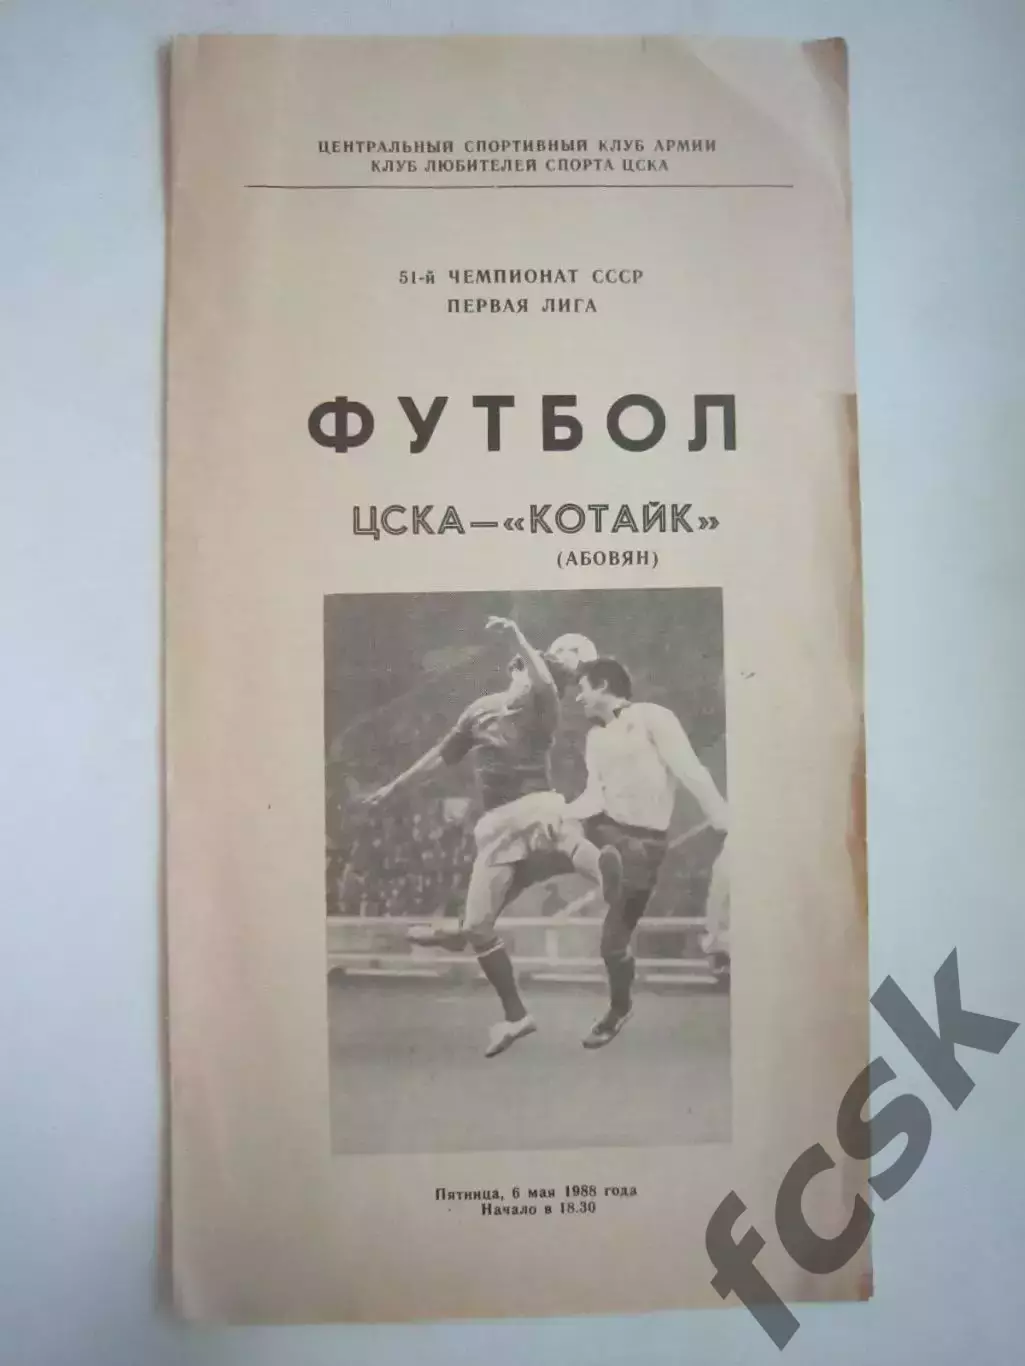 ЦЕНТРАЛЬНЫЙ СПОРТИВНЫЙ КЛУБ АРМИИ
КЛУБ ЛЮБИТЕЛЕЙ СПОРТА ЦСКА
51-й ЧЕМПИОНАТ СССР
ПЕРВАЯ ЛИГА
ФУТБОЛ
ЦСКА—«КОТАЙК»
(АБОВЯН)
Пятница, 6 мая 1988 года
Начало в 18.30
fcsk